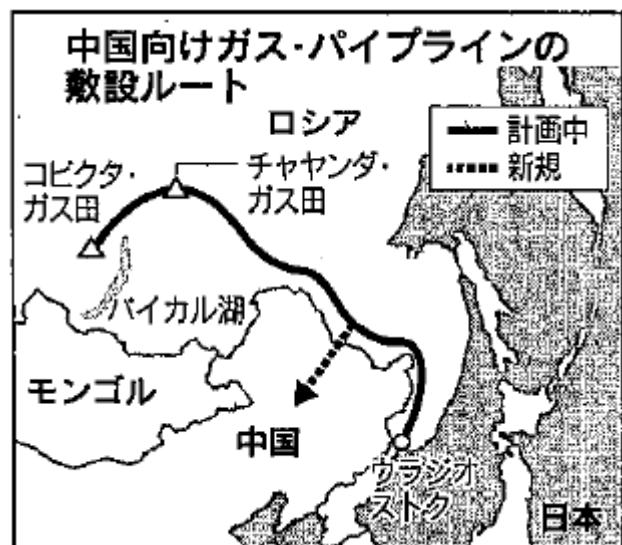 中国向けガス・パイプラインの
敷設ルート
ロシア
計画中
新規
コビクタ・
ガス田
チャヤンダ・
ガス田
バイカル湖
モンゴル
中国
ウラジオ
ストク
日本